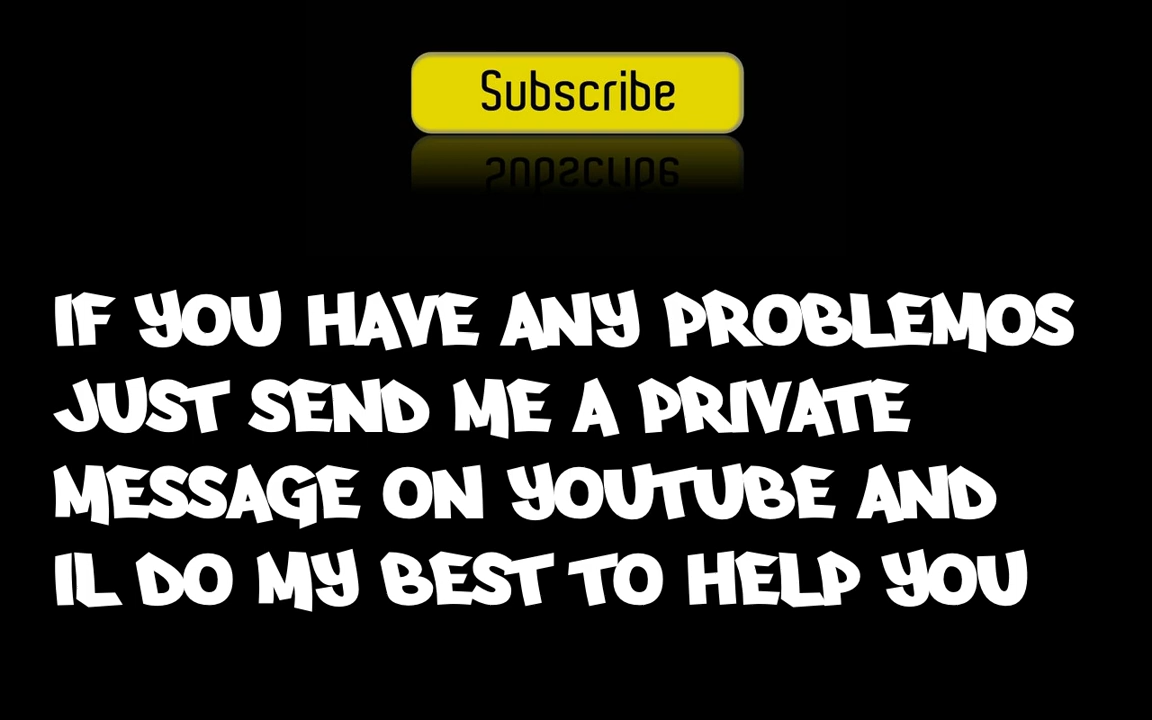 Subscribe
IF YOU HAVE ANY PROBLEMOS
JUST SEND ME A PRIVATE
MESSAGE ON YOUTUBE AND
IL DO MY BEST TO HELP YOU